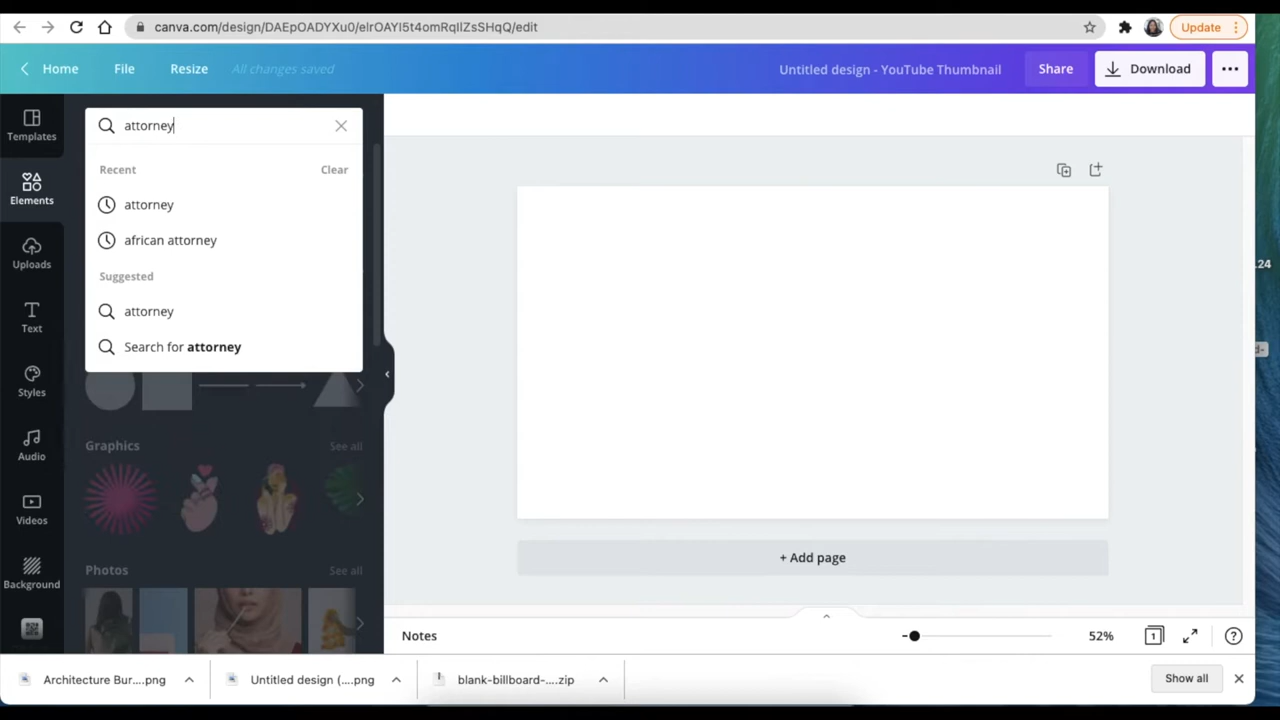 canva.com/design/DAEpOADYXu0/elrOAYl5t4omRqllZsSHqQ/edit
Update
Home
File
Resize
All changes saved
Untitled design - YouTube Thumbnail
Share
Download
Templates
Elements
Uploads
Text
Styles
Audio
Videos
Background
attorney
Recent
Clear
attorney
african attorney
Suggested
attorney
Search for attorney
Graphics
See all
Photos
See all
+ Add page
Notes
52%
1
Architecture Bur....png
Untitled design (....png
blank-billboard-....zip
Show all
.24
d-